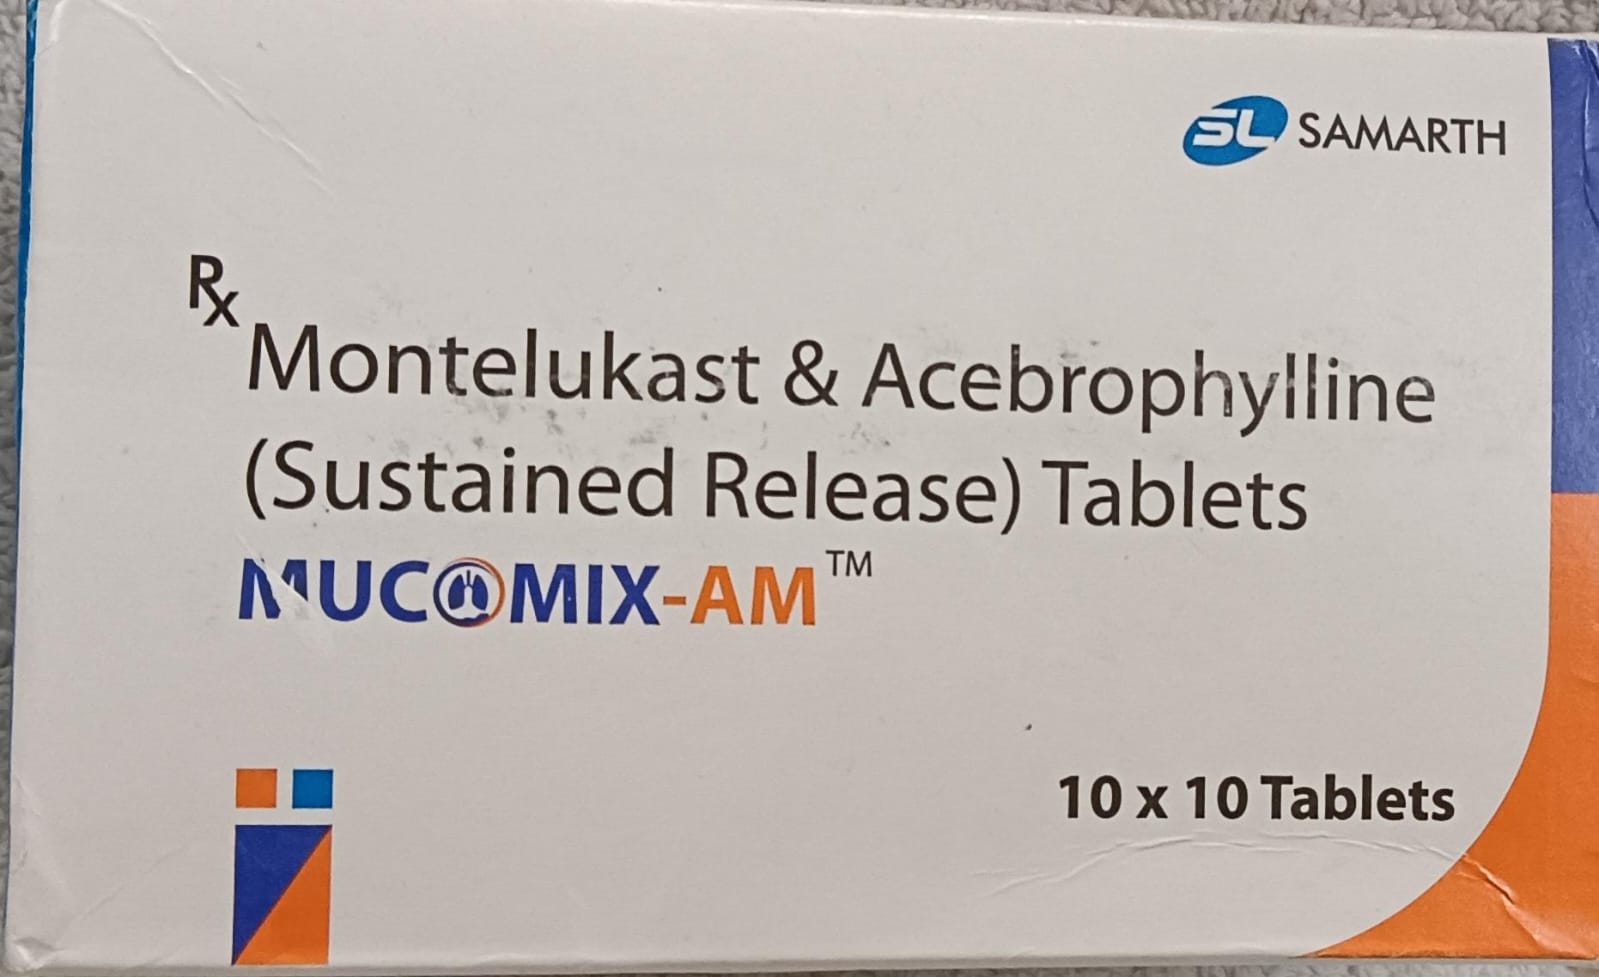 SL SAMARTH
Rx
Montelukast & Acebrophylline
(Sustained Release) Tablets
MUCOMIX-AM™
10 x 10 Tablets